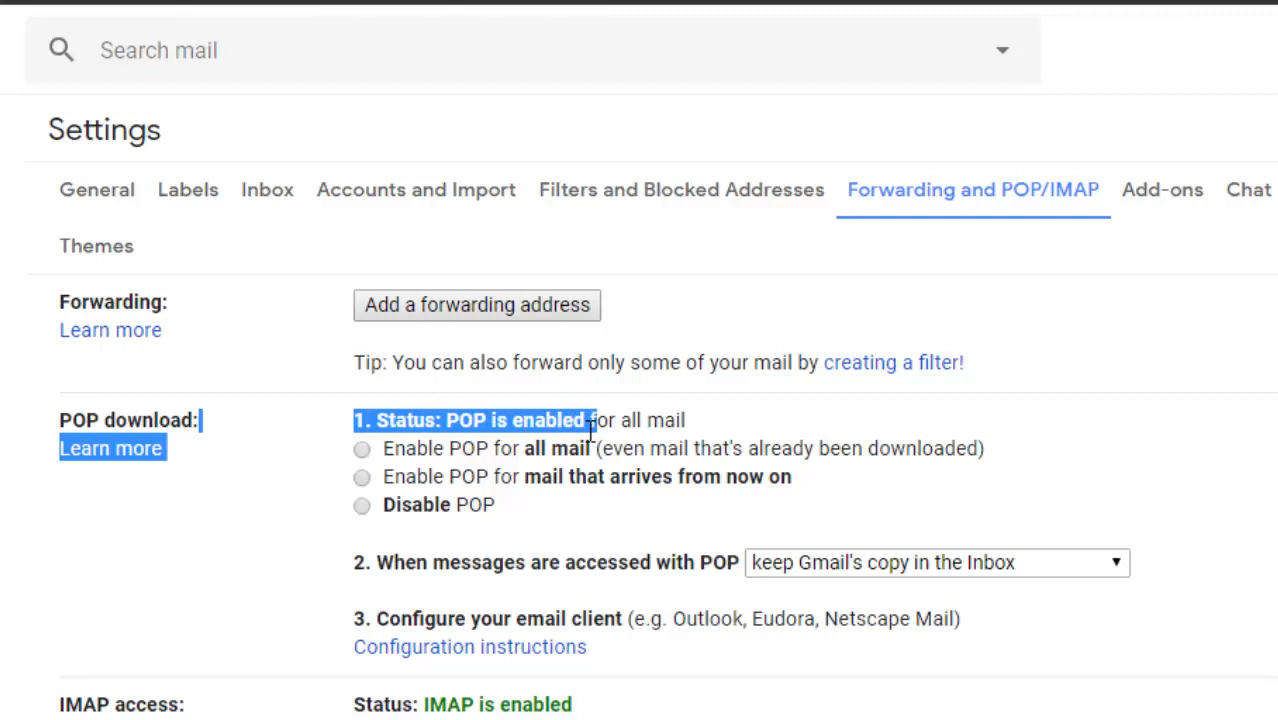 Search mail
Settings
General Labels Inbox Accounts and Import Filters and Blocked Addresses Forwarding and POP/IMAP Add-ons Chat
Themes
Forwarding:
Learn more
Add a forwarding address
Tip: You can also forward only some of your mail by creating a filter!
POP download:
Learn more
1. Status: POP is enabled for all mail
Enable POP for all mail (even mail that's already been downloaded)
Enable POP for mail that arrives from now on
Disable POP
2. When messages are accessed with POP keep Gmail's copy in the Inbox
3. Configure your email client (e.g. Outlook, Eudora, Netscape Mail)
Configuration instructions
IMAP access:
Status: IMAP is enabled